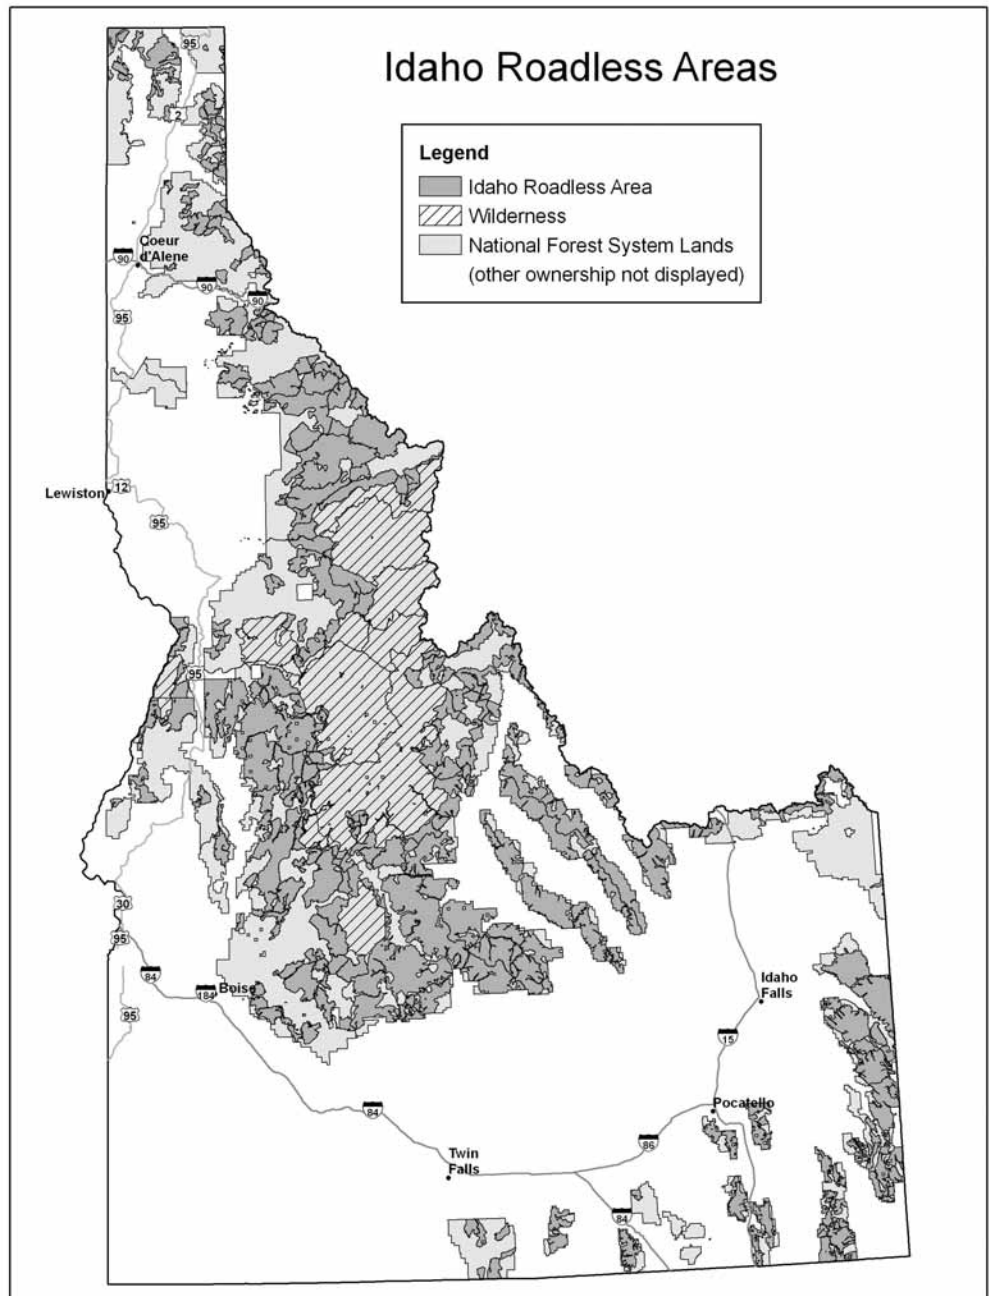 Idaho Roadless Areas
Legend
Idaho Roadless Area
Wilderness
National Forest System Lands
(other ownership not displayed)
95
2
Coeur
d'Alene
90
90
90
95
Lewiston
12
95
95
30
95
84
184
Boise
95
Idaho
Falls
15
84
Pocatello
86
Twin
Falls
84